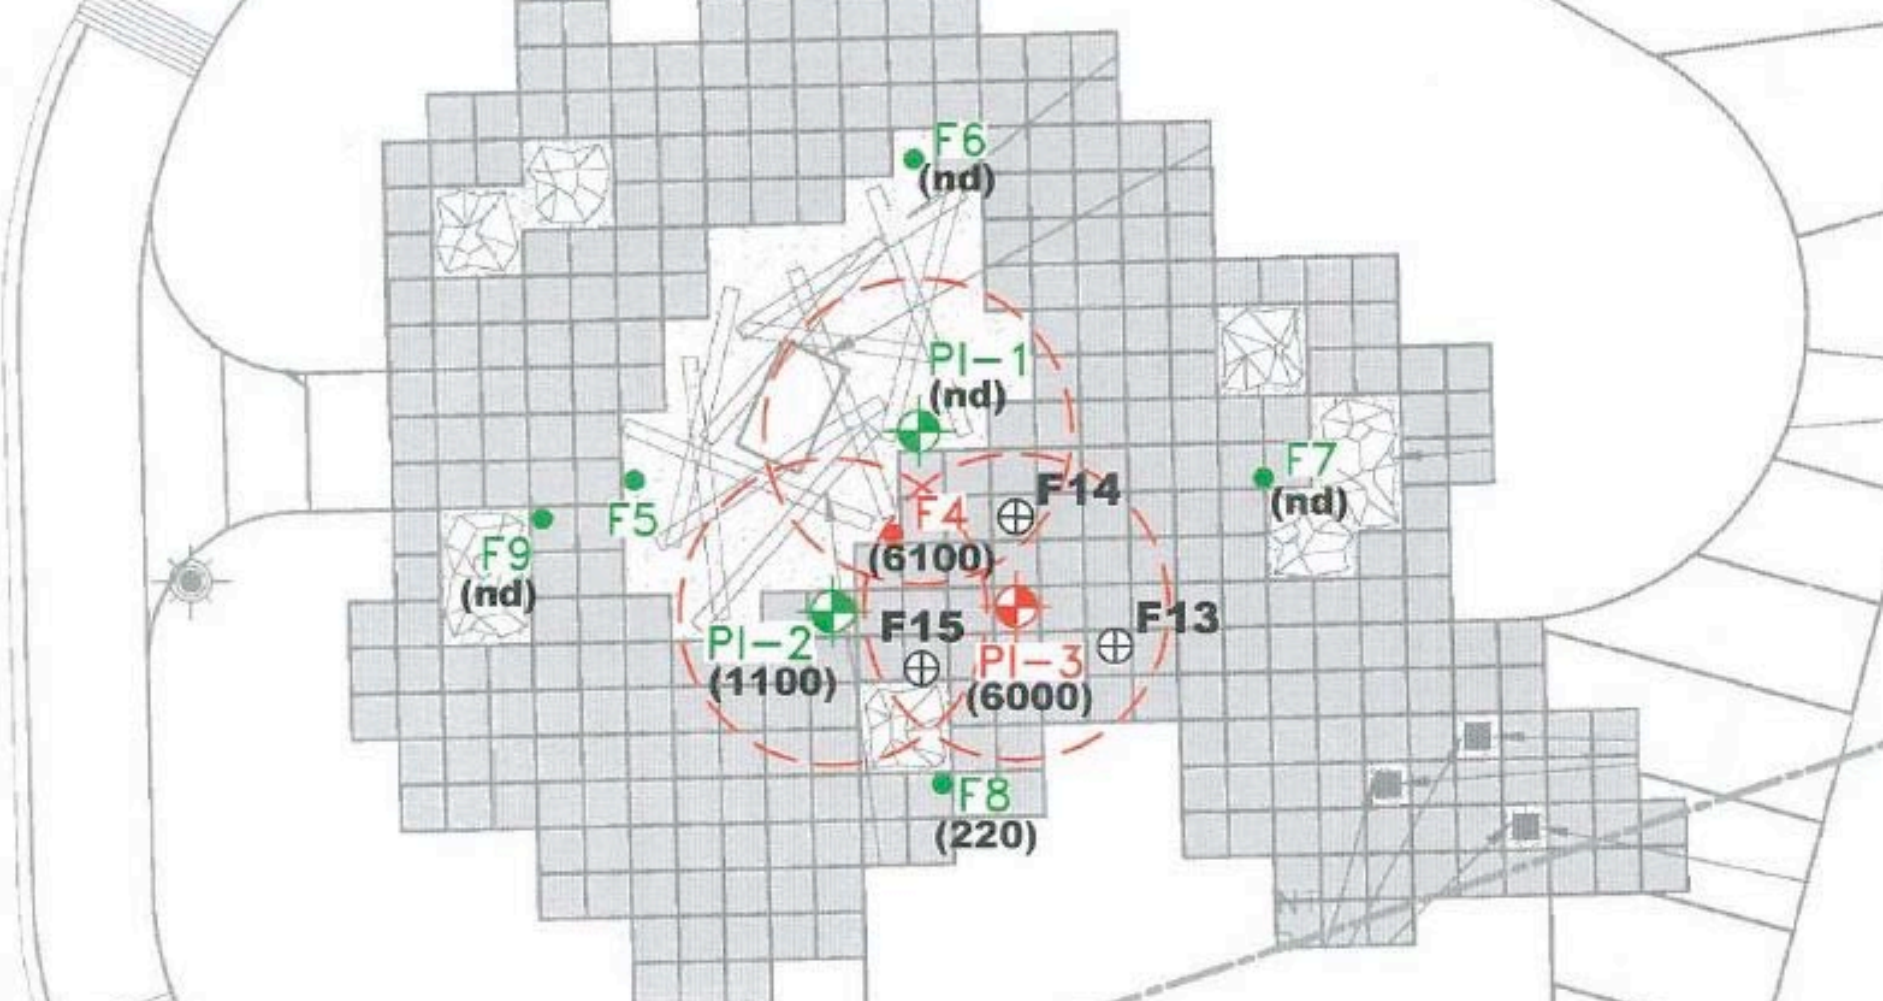 F6
(nd)
PI-1
(nd)
F7
(nd)
F14
F4
(6100)
F5
F9
(nd)
F13
F15
PI-2
(1100)
PI-3
(6000)
F8
(220)